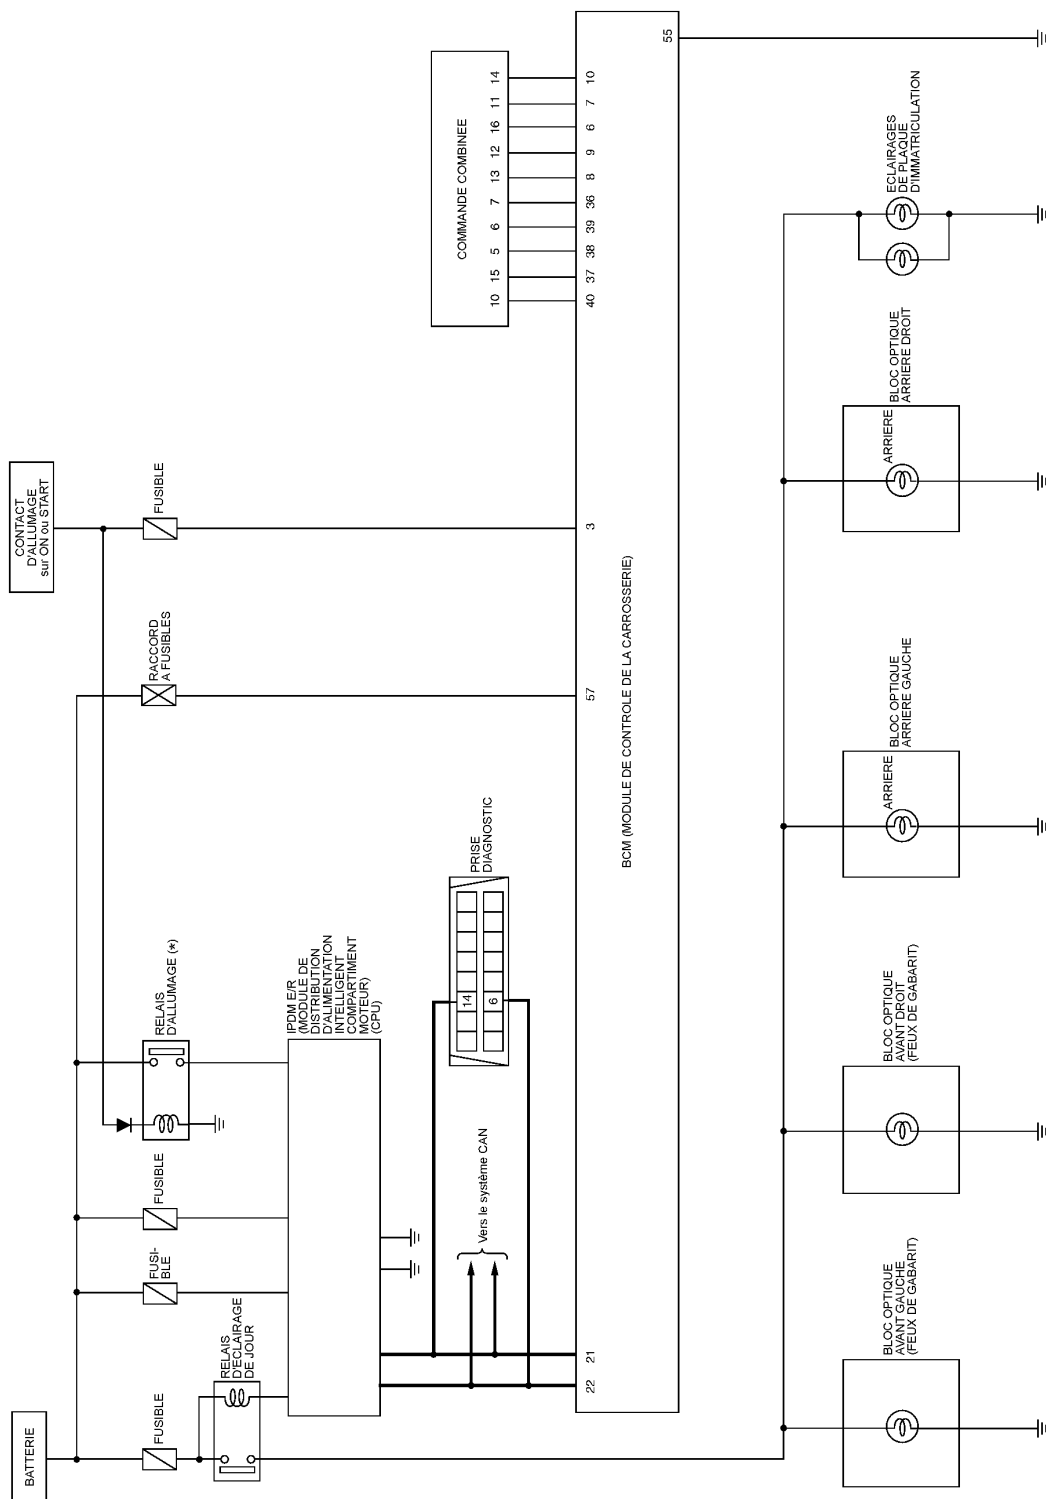 BATTERIE
CONTACT
D'ALLUMAGE
sur ON ou START
FUSIBLE
FUSI-
BLE
FUSIBLE
RELAIS
D'ALLUMAGE (*)
RACCORD
A FUSIBLES
FUSIBLE
RELAIS
D'ECLAIRAGE
DE JOUR
IPDM E/R
(MODULE DE
DISTRIBUTION
D'ALIMENTATION
INTELLIGENT
COMPARTIMENT
MOTEUR)
(CPU)
COMMANDE COMBINEE
10 15 5 6 7 13 12 16 11 14
PRISE
DIAGNOSTIC
14
6
Vers le système CAN
22 21 57 3 40 37 38 39 36 8 9 6 7 10
BCM (MODULE DE CONTROLE DE LA CARROSSERIE)
55
BLOC OPTIQUE
AVANT GAUCHE
(FEUX DE GABARIT)
BLOC OPTIQUE
AVANT DROIT
(FEUX DE GABARIT)
BLOC OPTIQUE
ARRIERE GAUCHE
ARRIERE
BLOC OPTIQUE
ARRIERE DROIT
ARRIERE
ECLAIRAGES
DE PLAQUE
D'IMMATRICULATION